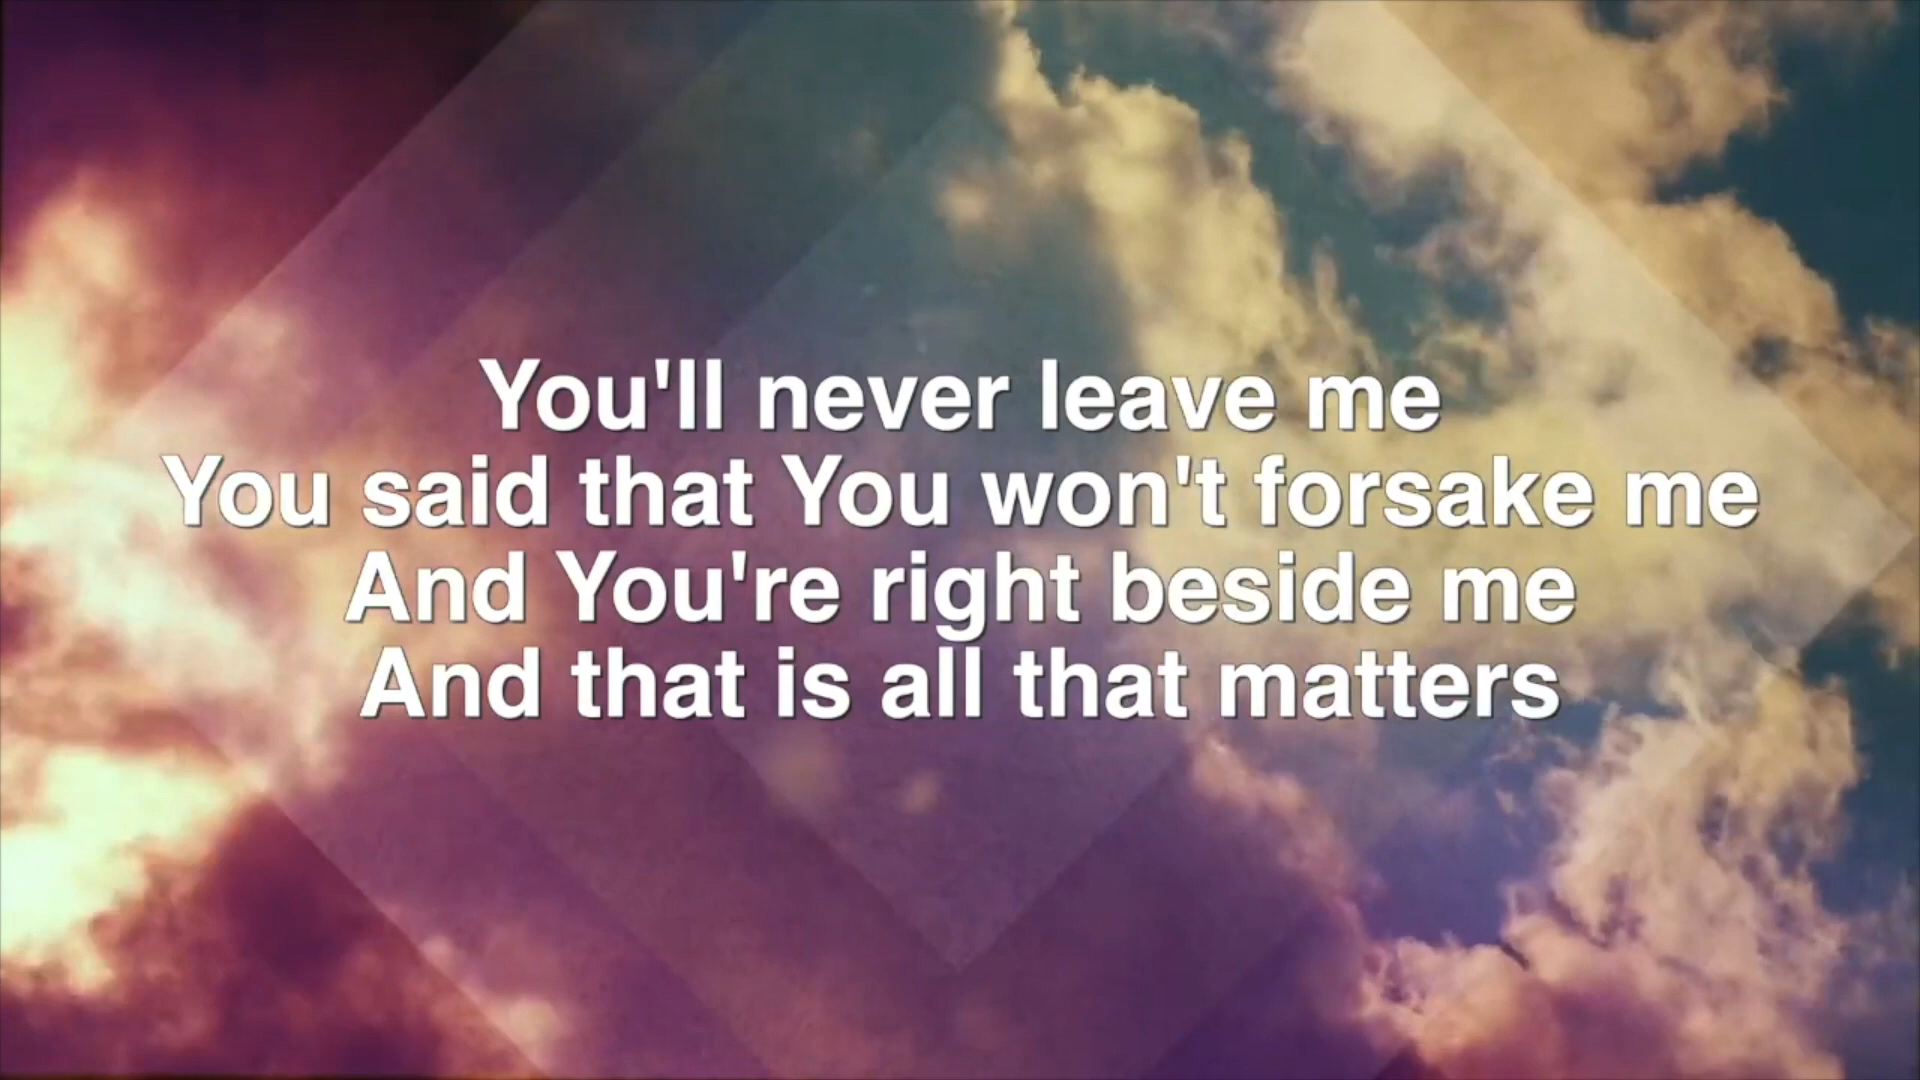 You'll never leave me
You said that You won't forsake me
And You're right beside me
And that is all that matters